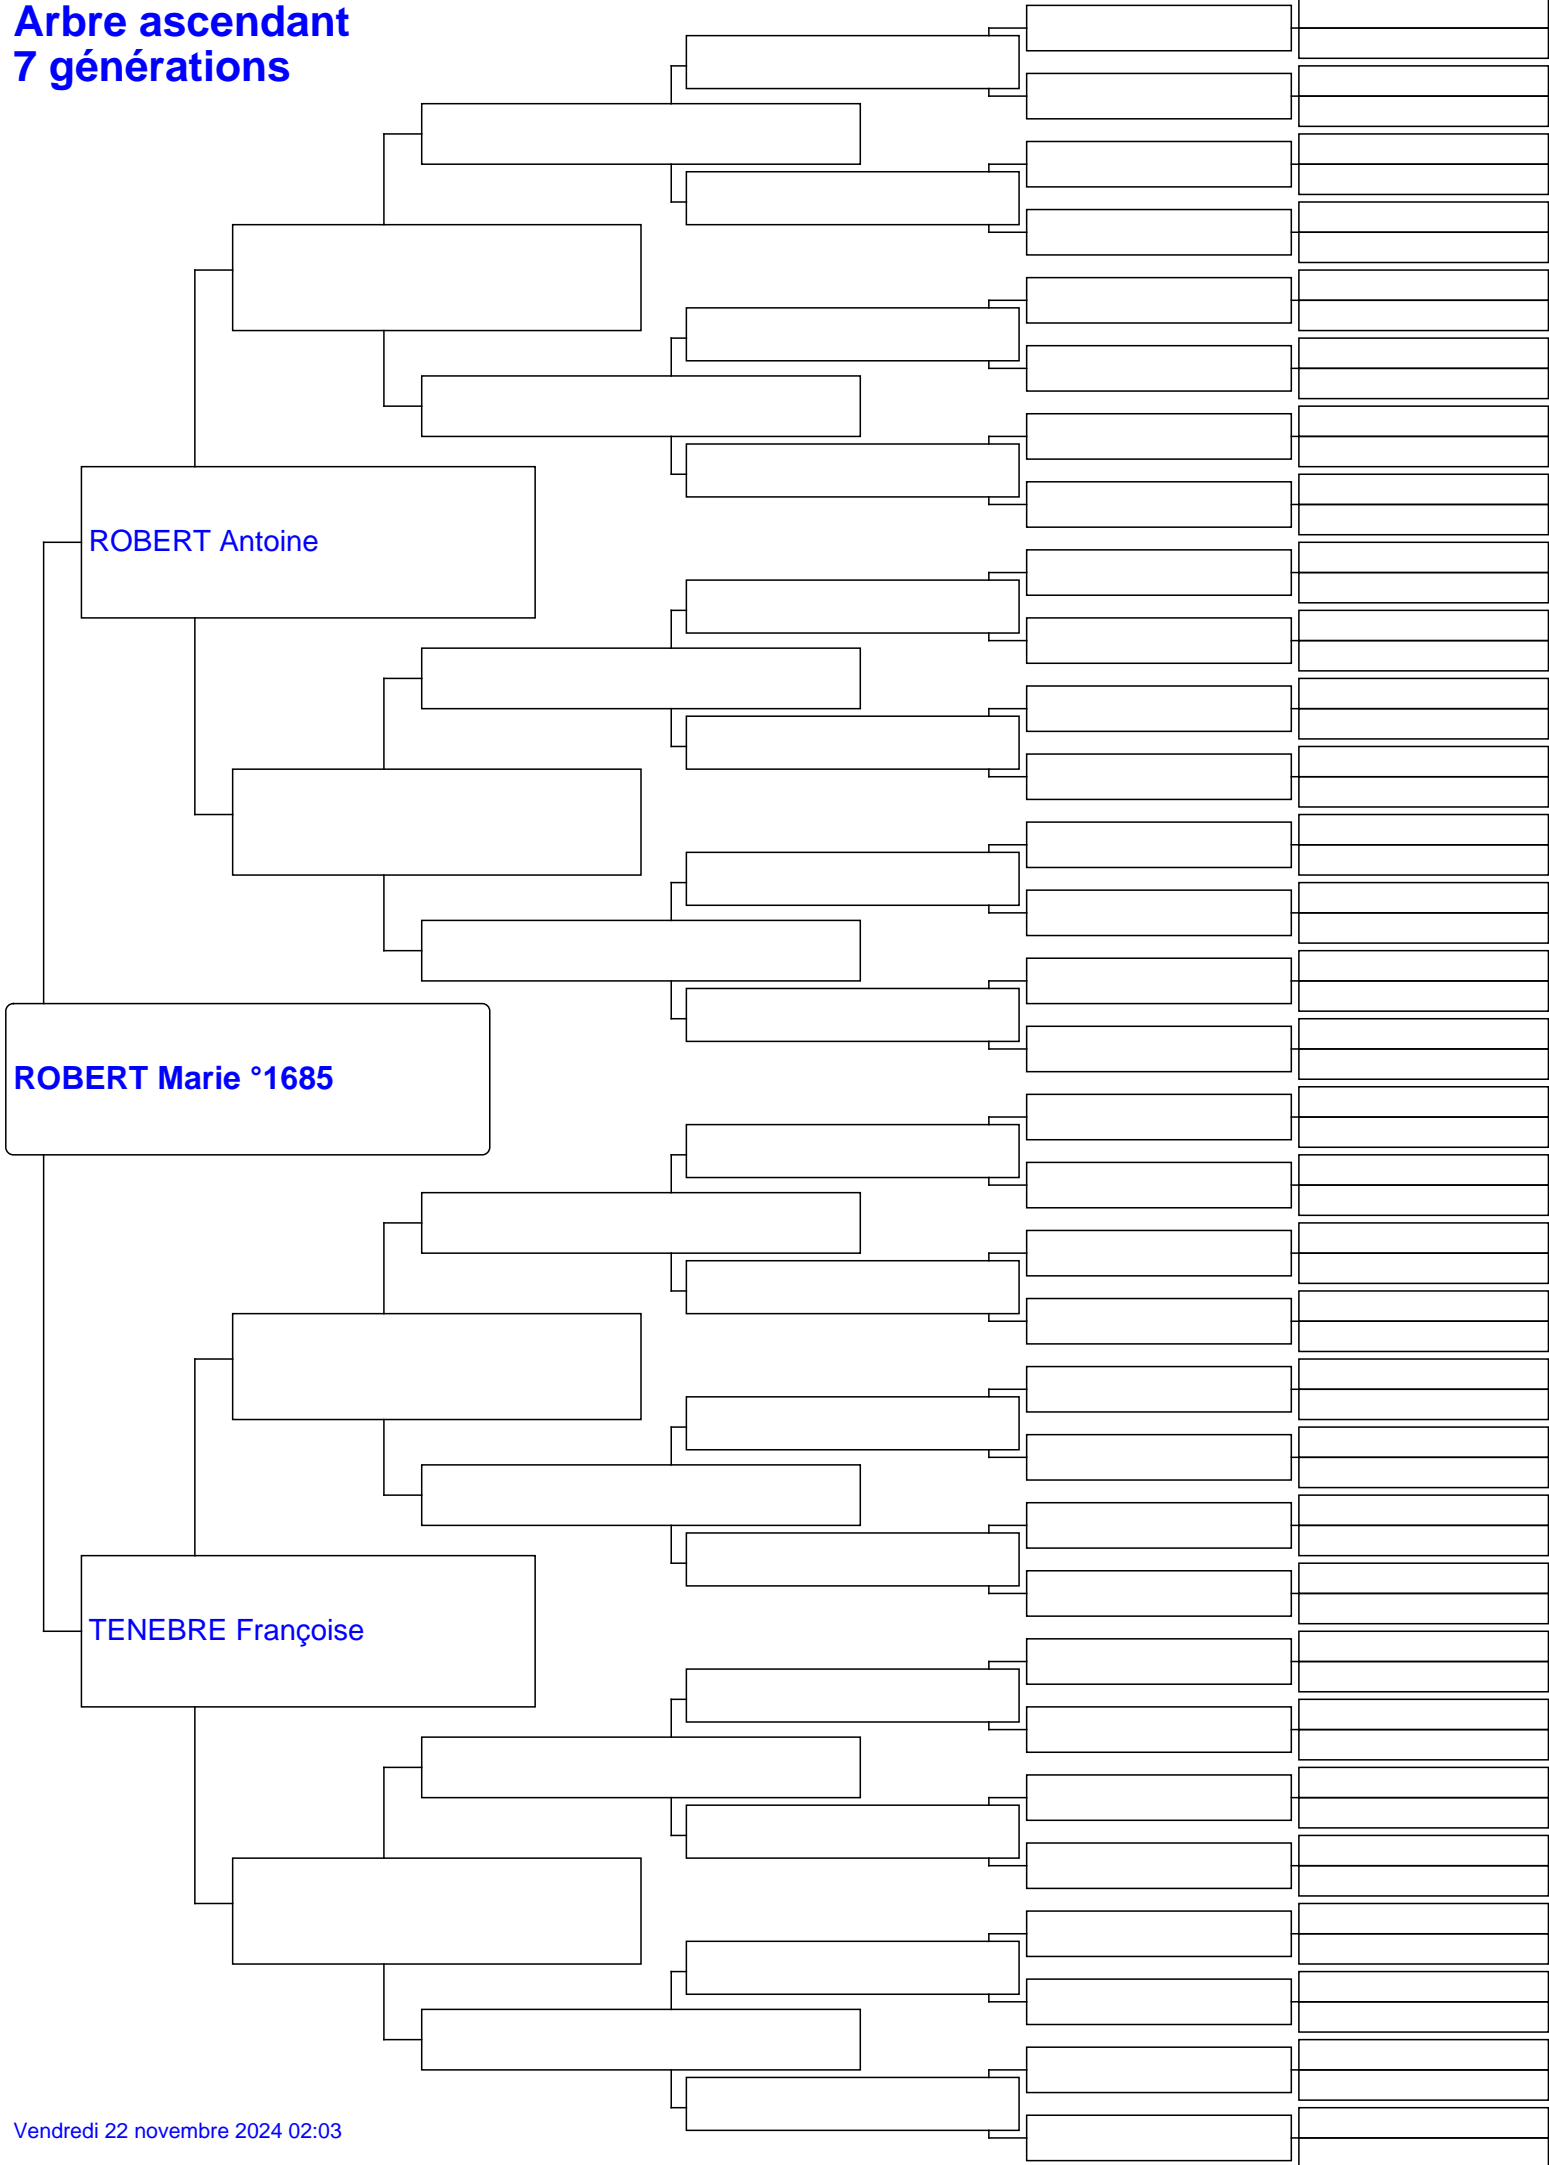 Arbre ascendant
7 générations
ROBERT Antoine
ROBERT Marie °1685
TENEBRE Françoise
Vendredi 22 novembre 2024 02:03